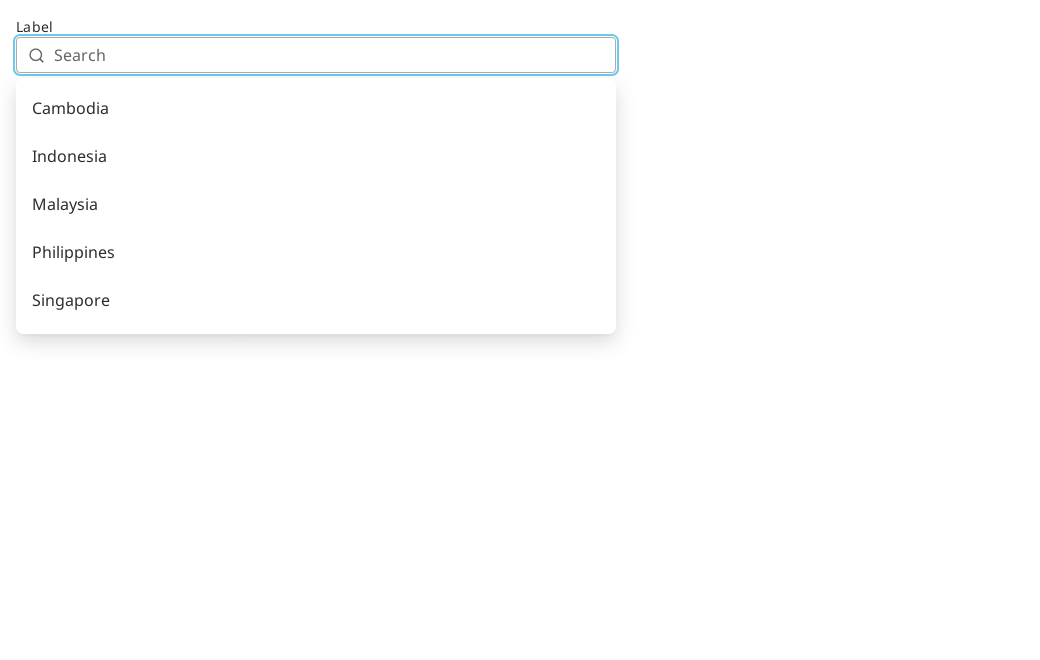 Label
Search
Cambodia
Indonesia
Malaysia
Philippines
Singapore